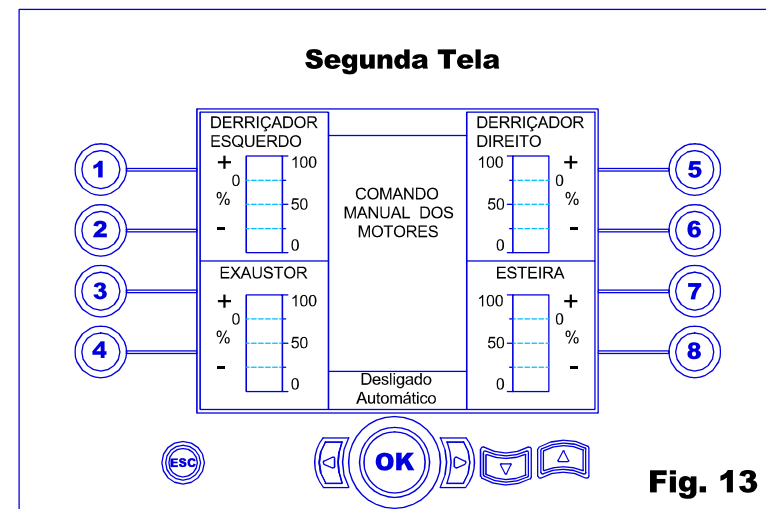 Segunda Tela
DERRIÇADOR
ESQUERDO
+
0
%
-
100
50
0
COMANDO
MANUAL DOS
MOTORES
DERRIÇADOR
DIREITO
100
50
0
+
0
%
-
EXAUSTOR
+
0
%
-
100
50
0
ESTEIRA
100
50
0
+
0
%
-
Desligado
Automático
1
2
3
4
5
6
7
8
ESC
OK
Fig. 13